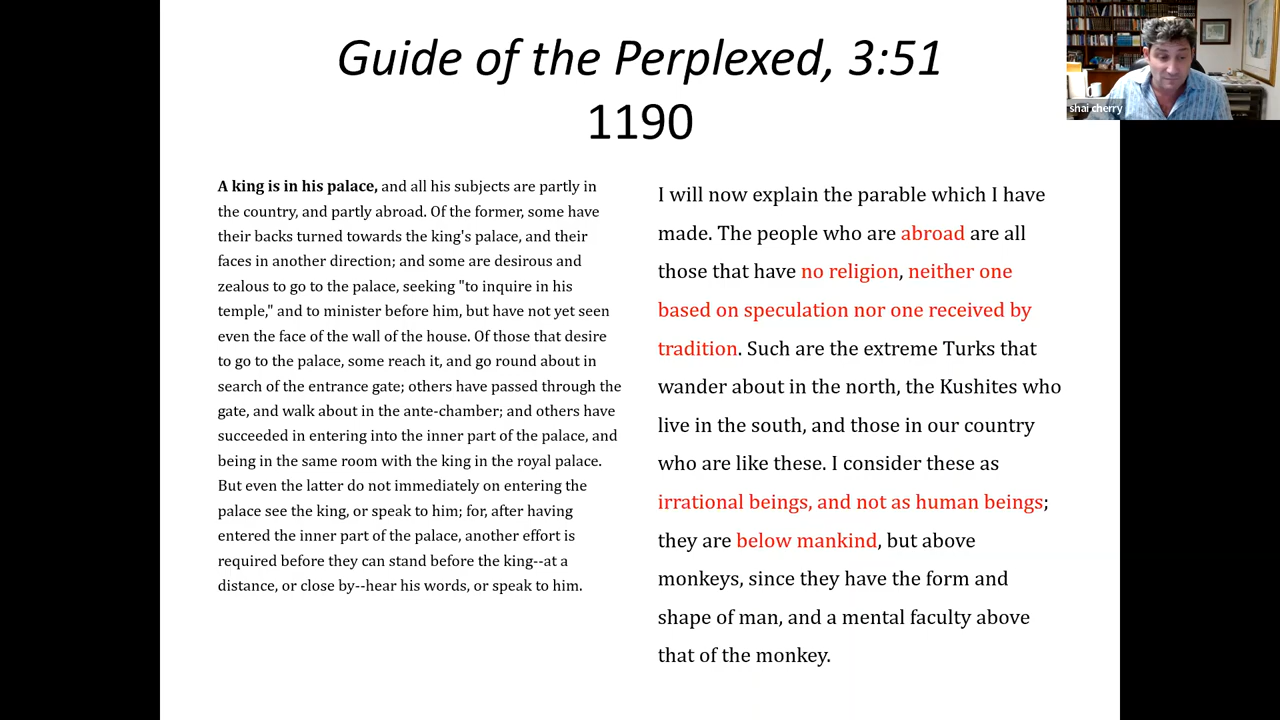 Guide of the Perplexed, 3:51
1190
shai cherry
A king is in his palace, and all his subjects are partly in
the country, and partly abroad. Of the former, some have
their backs turned towards the king's palace, and their
faces in another direction; and some are desirous and
zealous to go to the palace, seeking "to inquire in his
temple," and to minister before him, but have not yet seen
even the face of the wall of the house. Of those that desire
to go to the palace, some reach it, and go round about in
search of the entrance gate; others have passed through the
gate, and walk about in the ante-chamber; and others have
succeeded in entering into the inner part of the palace, and
being in the same room with the king in the royal palace.
But even the latter do not immediately on entering the
palace see the king, or speak to him; for, after having
entered the inner part of the palace, another effort is
required before they can stand before the king--at a
distance, or close by--hear his words, or speak to him.
I will now explain the parable which I have
made. The people who are abroad are all
those that have no religion, neither one
based on speculation nor one received by
tradition. Such are the extreme Turks that
wander about in the north, the Kushites who
live in the south, and those in our country
who are like these. I consider these as
irrational beings, and not as human beings;
they are below mankind, but above
monkeys, since they have the form and
shape of man, and a mental faculty above
that of the monkey.